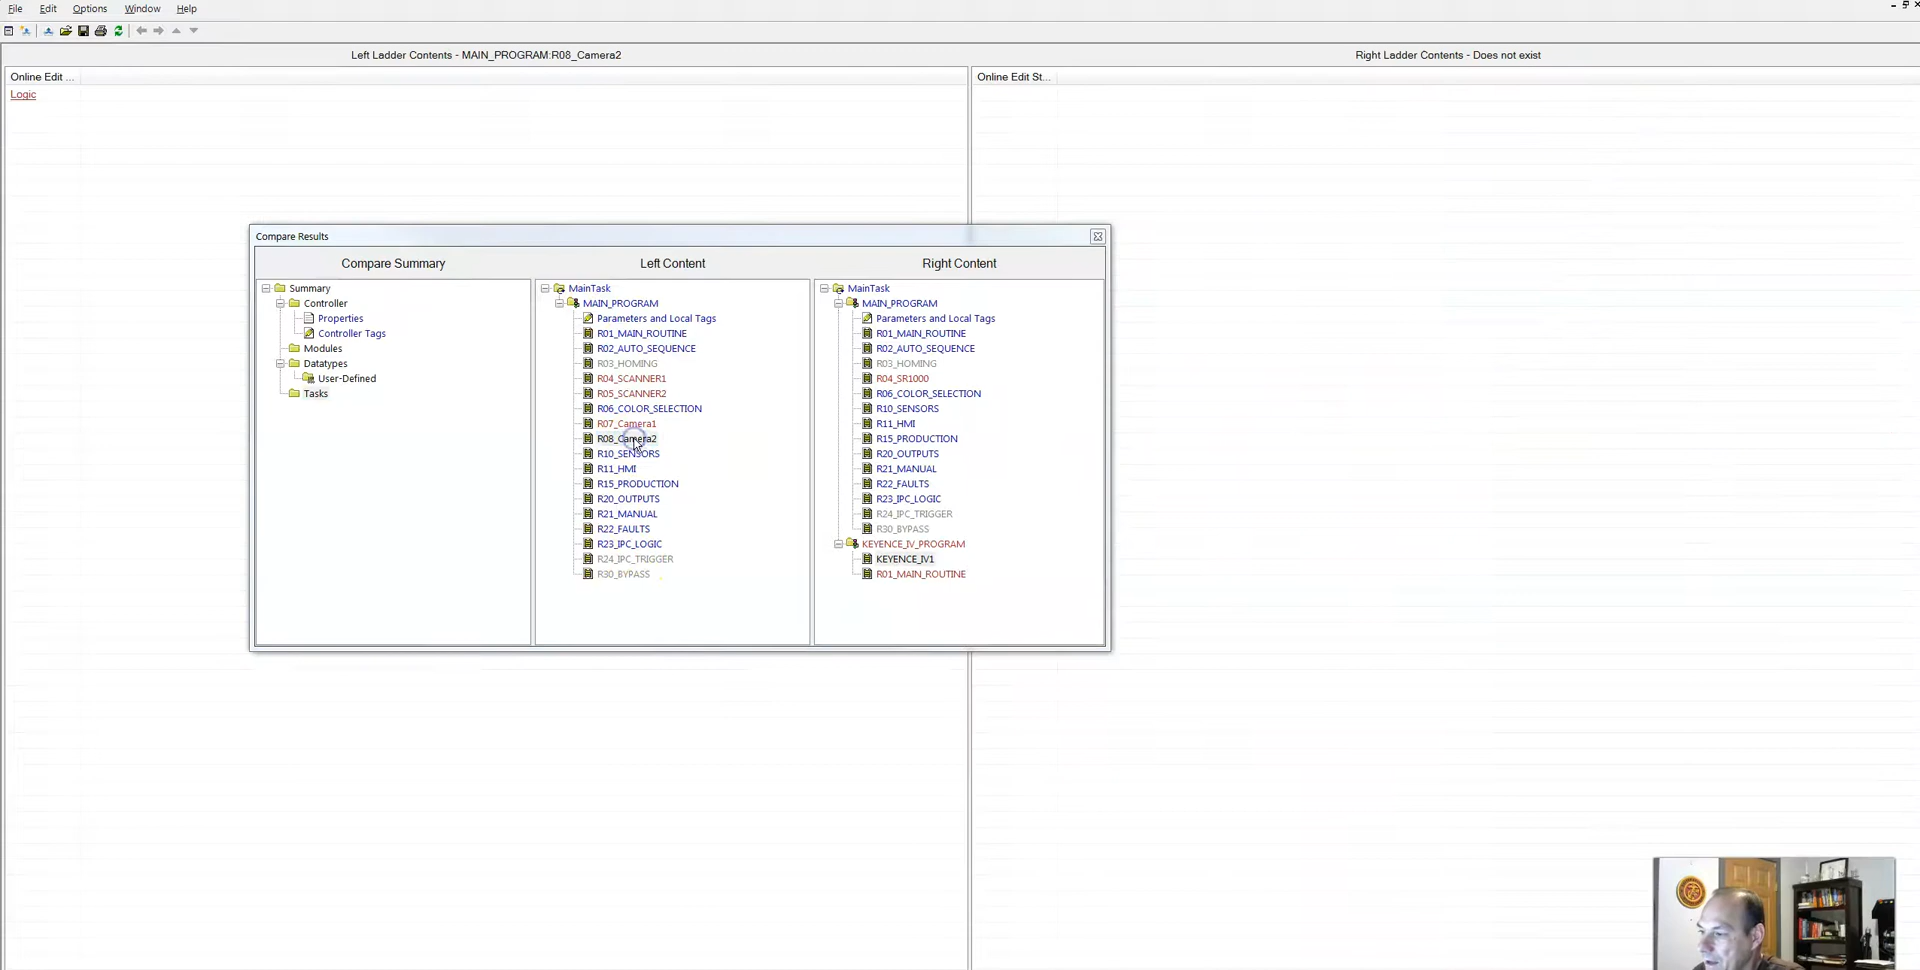 File Edit Options Window Help
Left Ladder Contents - MAIN_PROGRAM:R08_Camera2
Right Ladder Contents - Does not exist
Online Edit ...
Online Edit St...
Logic
Compare Results
Compare Summary
Left Content
Right Content
Summary
Controller
Properties
Controller Tags
Modules
Datatypes
User-Defined
Tasks
MainTask
MAIN_PROGRAM
Parameters and Local Tags
R01_MAIN_ROUTINE
R02_AUTO_SEQUENCE
R03_HOMING
R04_SCANNER1
R05_SCANNER2
R06_COLOR_SELECTION
R07_Camera1
R08_Camera2
R10_SENSORS
R11_HMI
R15_PRODUCTION
R20_OUTPUTS
R21_MANUAL
R22_FAULTS
R23_IPC_LOGIC
R24_IPC_TRIGGER
R30_BYPASS
MainTask
MAIN_PROGRAM
Parameters and Local Tags
R01_MAIN_ROUTINE
R02_AUTO_SEQUENCE
R03_HOMING
R04_SR1000
R06_COLOR_SELECTION
R10_SENSORS
R11_HMI
R15_PRODUCTION
R20_OUTPUTS
R21_MANUAL
R22_FAULTS
R23_IPC_LOGIC
R24_IPC_TRIGGER
R30_BYPASS
KEYENCE_IV_PROGRAM
KEYENCE_IV1
R01_MAIN_ROUTINE